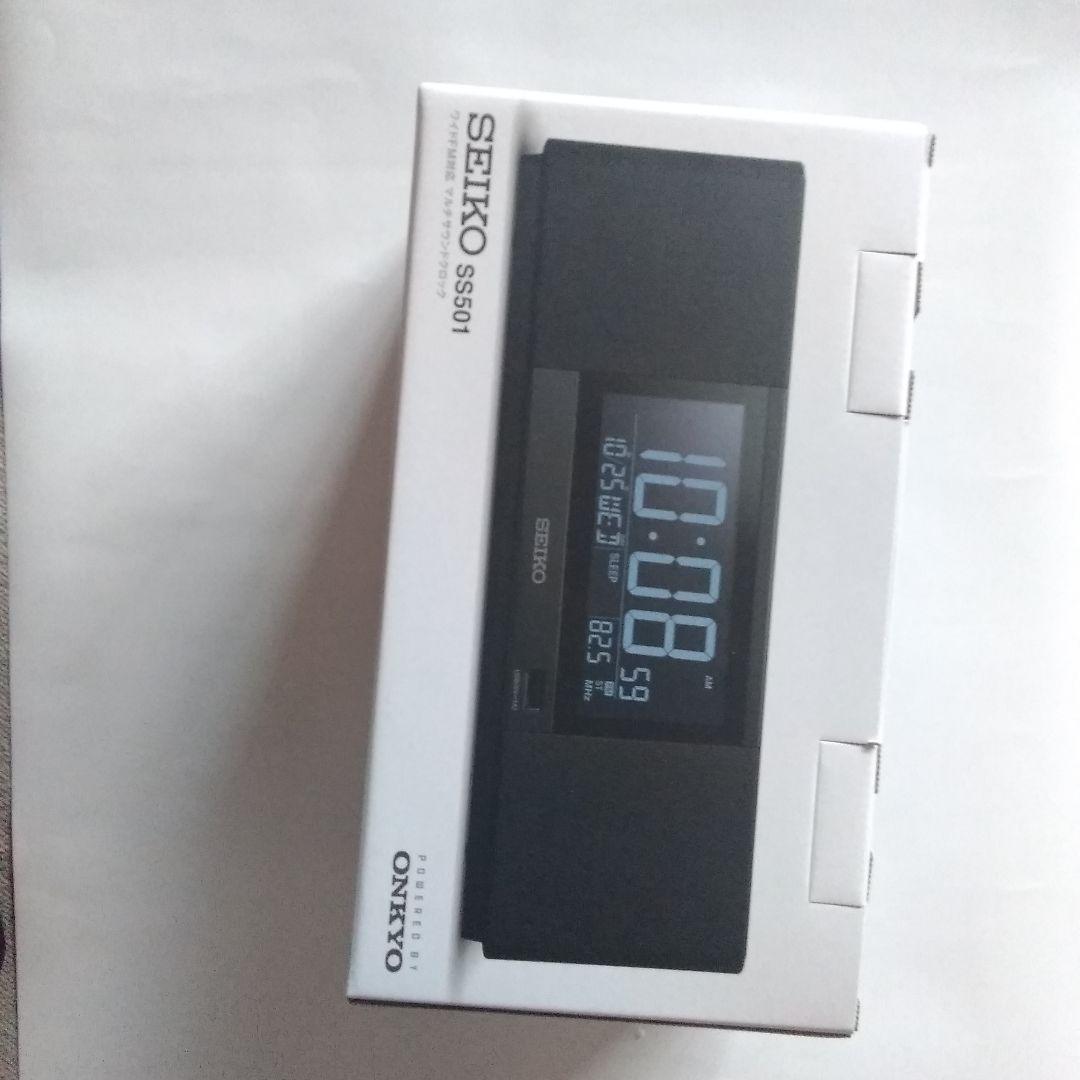 AM
10:08 59
10/25 WED SLEEP 82.5 MHz
ST
SEIKO
SEIKO SS501
ワイドFM対応 マルチサウンドクロック
POWERED BY
ONKYO